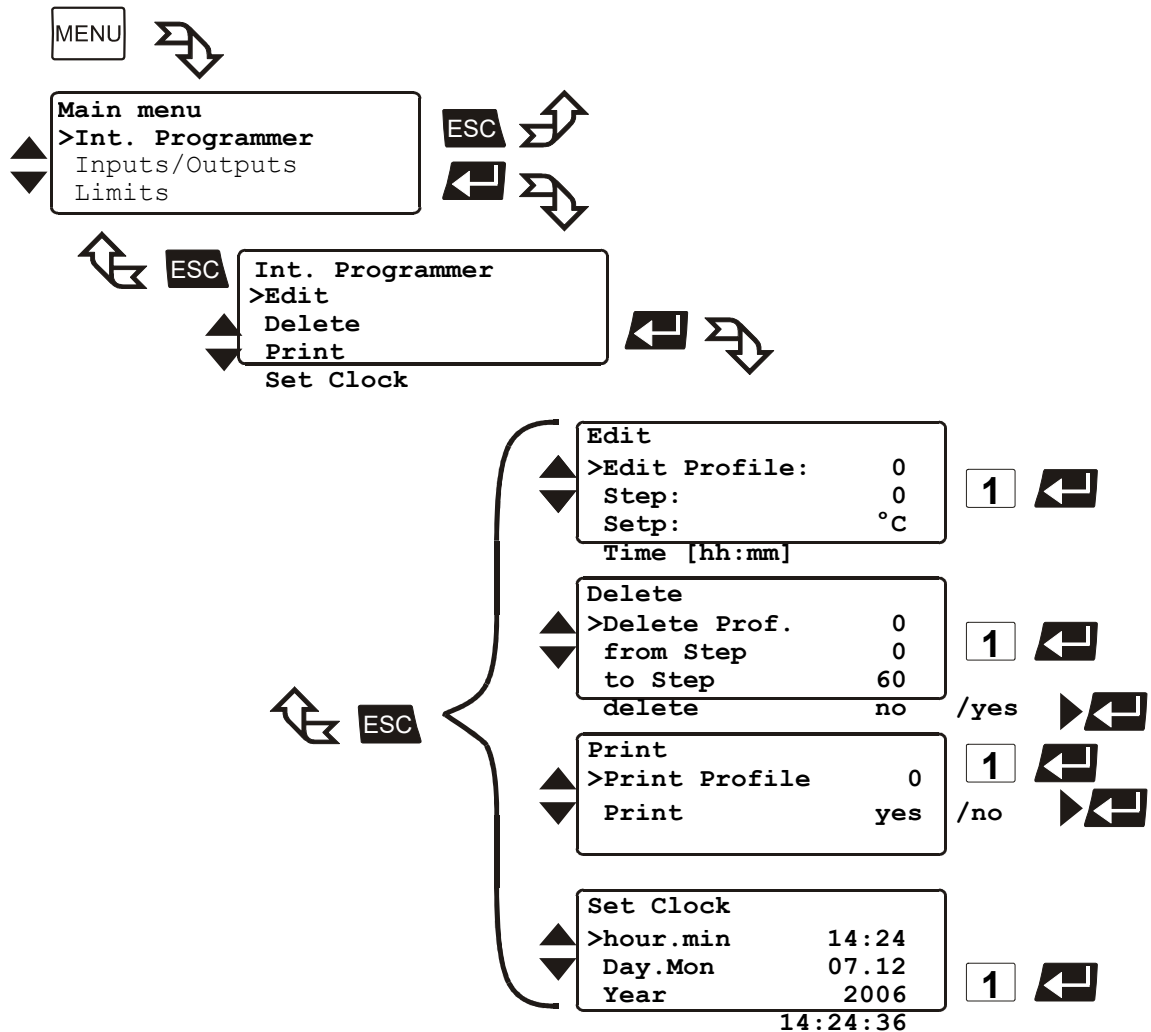 MENU
Main menu
>Int. Programmer
Inputs/Outputs
Limits
ESC
ESC
Int. Programmer
>Edit
Delete
Print
Set Clock
ESC
Edit
>Edit Profile: 0
Step: 0
Setp: °C
Time [hh:mm]
1
Delete
>Delete Prof. 0
from Step 0
to Step 60
delete no /yes
1
Print
>Print Profile 0
Print yes /no
1
Set Clock
>hour.min 14:24
Day.Mon 07.12
Year 2006
14:24:36
1